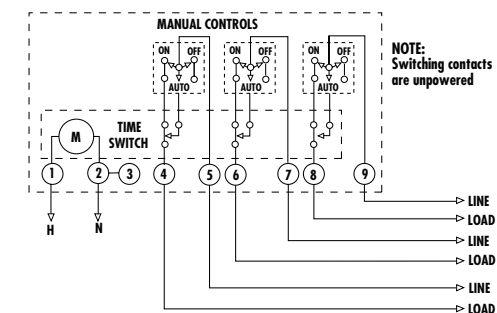 MANUAL CONTROLS
ON OFF
AUTO
ON OFF
AUTO
ON OFF
AUTO
NOTE:
Switching contacts
are unpowered
TIME
SWITCH
M
1 2 3 4 5 6 7 8 9
H N
LINE
LOAD
LINE
LOAD
LINE
LOAD